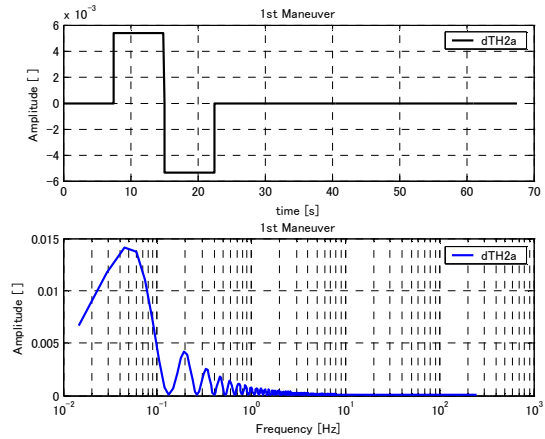 1st Maneuver
6 x 10⁻³
dTH2a
4
2
0
-2
-4
-6
Amplitude [ ]
0 10 20 30 40 50 60 70
time [s]
1st Maneuver
0.015
dTH2a
0.01
0.005
0
Amplitude [ ]
10⁻² 10⁻¹ 10⁰ 10¹ 10² 10³
Frequency [Hz]